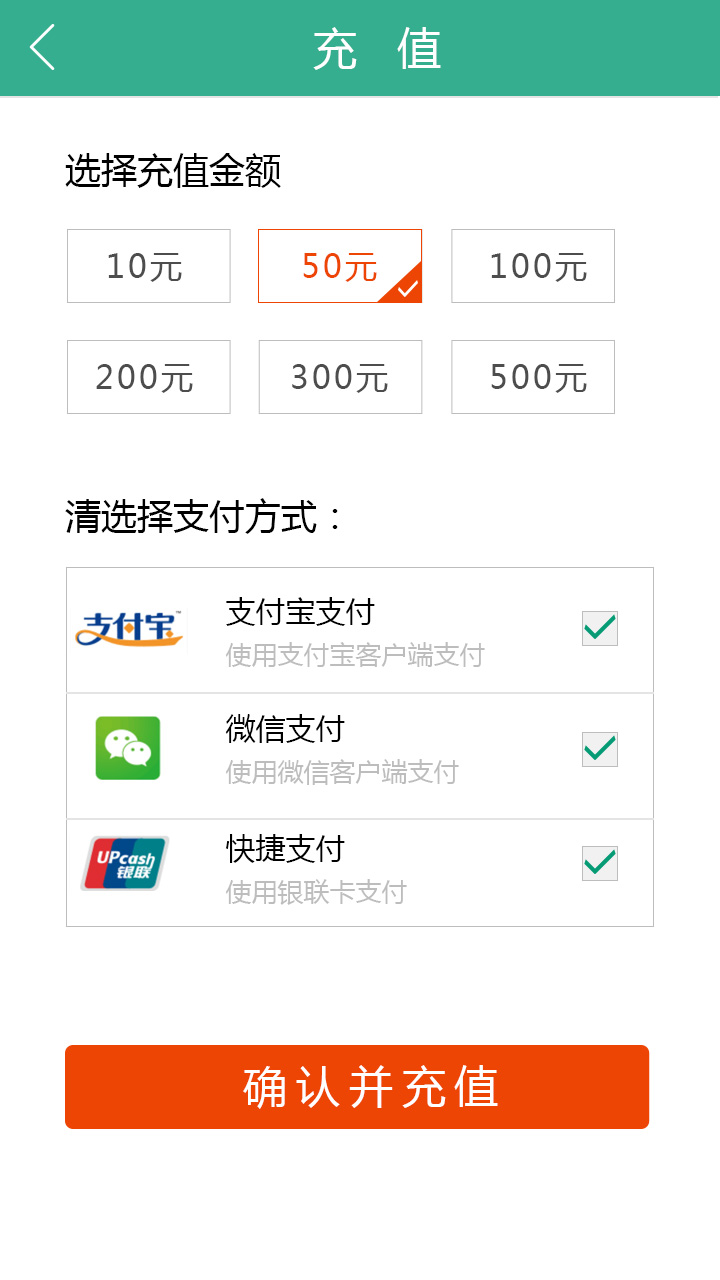 充 值
选择充值金额
10元 50元 100元
200元 300元 500元
清选择支付方式：
支付宝™
支付宝支付
使用支付宝客户端支付
微信支付
使用微信客户端支付
UPcash
银联
快捷支付
使用银联卡支付
确认并充值